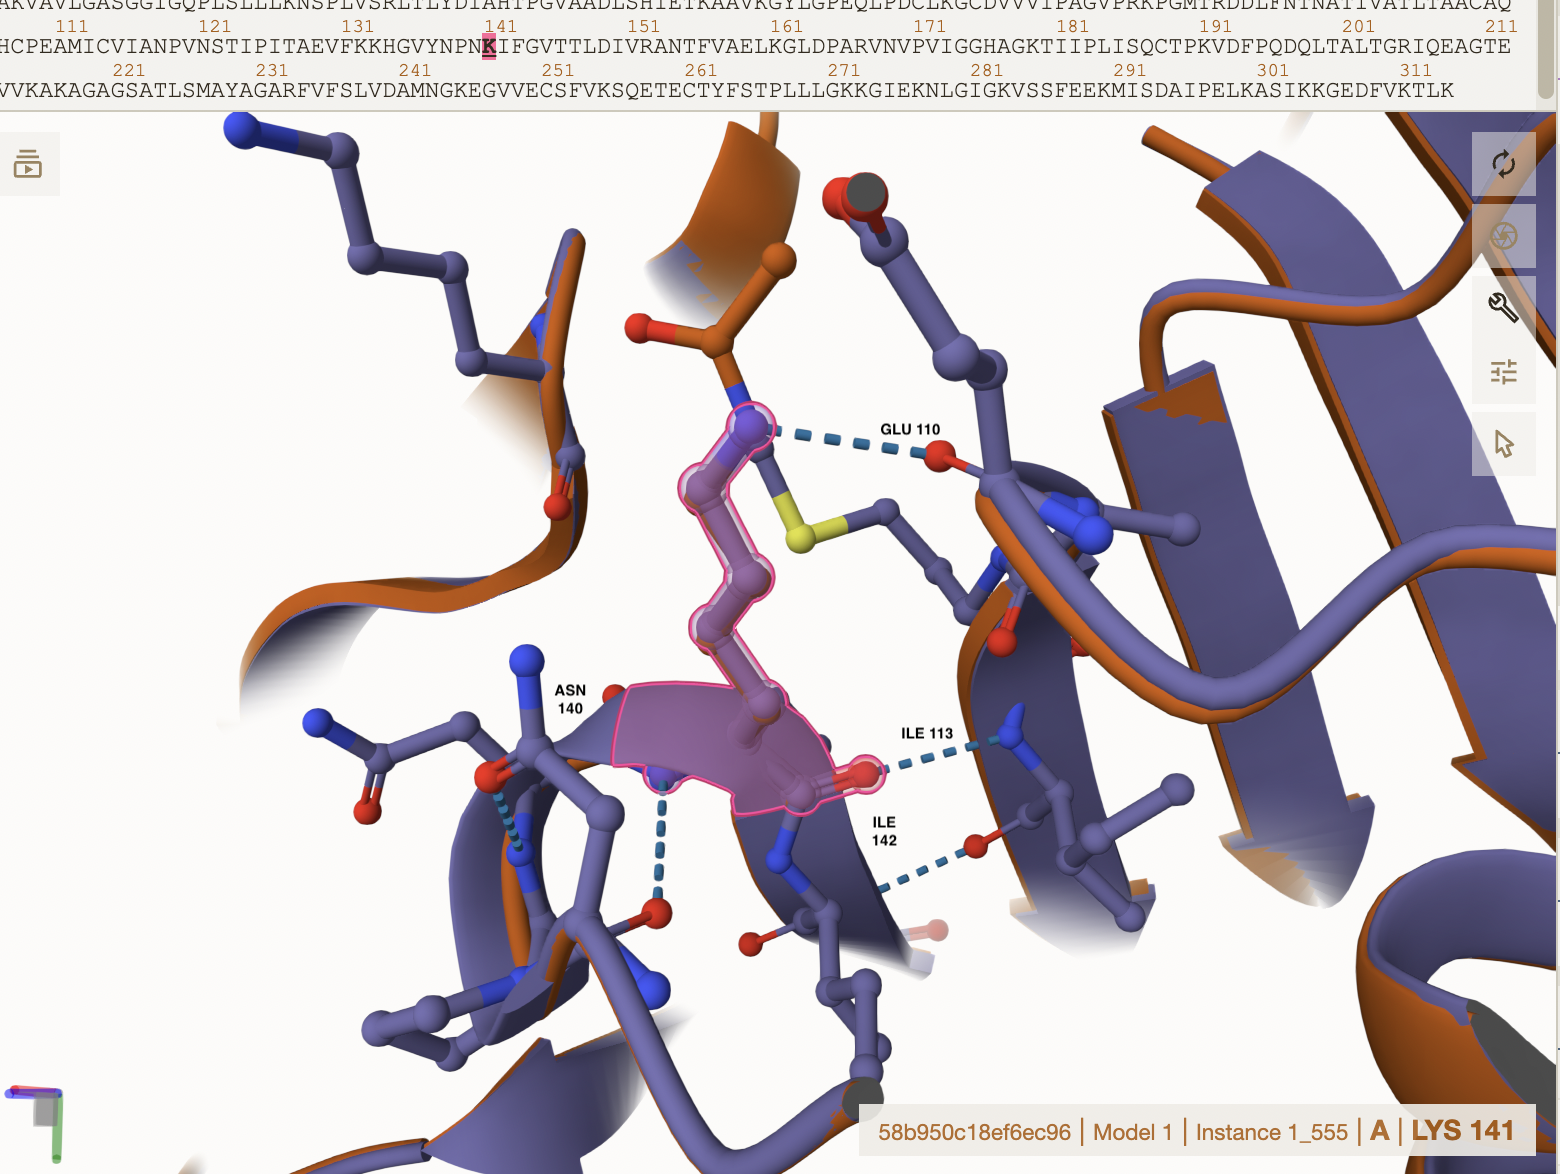 AKVAVLGASGGIGQPLSLLLKNSPLVSRLTLYDIAHTPGVAADLSHIETKAAVKGYLGPEQLPDCLKGCDVVVIPAGVPRKPGMTRDDLFNTNATIVATLTAACAQ
111 121 131 141 151 161 171 181 191 201 211
HCPEAMICVIANPVNSTIPITAEVFKKHGVYNPNKIFGVTTLDIVRANTFVAELKGLDPARVNVPVIGGHAGKTIIPLISQCTPKVDFPQDQLTALTGRIQEAGTE
221 231 241 251 261 271 281 291 301 311
VVKAKAGAGSATLSMAYAGARFVFSLVDAMNGKEGVVECSFVKSQETECTYFSTPLLLGKKGIEKNLGIGKVSSFEEKMISDAIPELKASIKKGEDFVKTLK
GLU 110
ASN
140
ILE 113
ILE
142
58b950c18ef6ec96 | Model 1 | Instance 1_555 | A | LYS 141